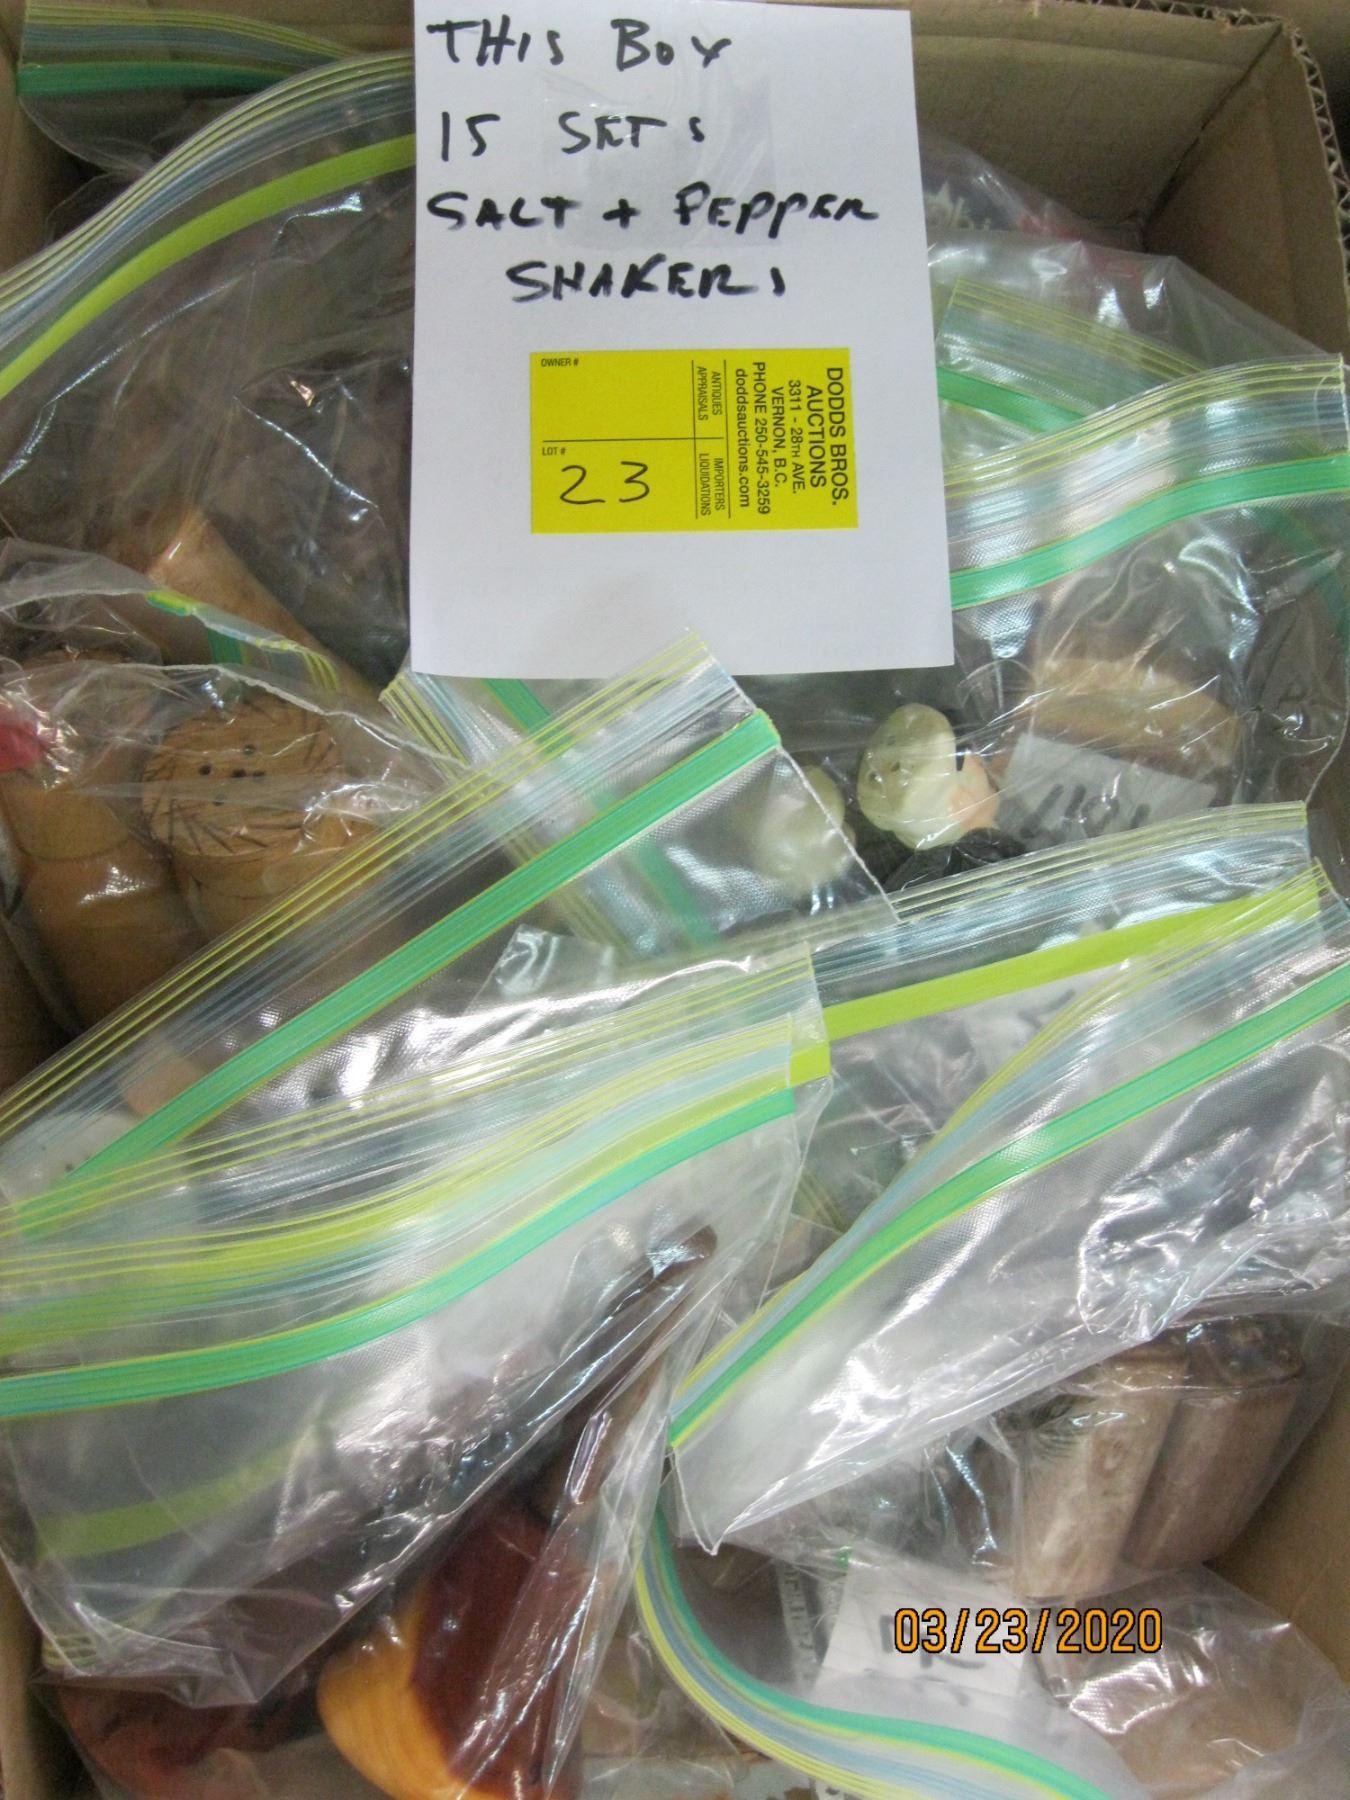 THIS BOX
15 SETS
SALT + PEPPER
SHAKERS
OWNER #
LOT #
23
ANTIQUES
APPRAISALS
IMPORTERS
LIQUIDATIONS
DODDS BROS.
AUCTIONS
3311 - 28TH AVE.
VERNON, B.C.
PHONE 250-545-3259
doddsauctions.com
03/23/2020